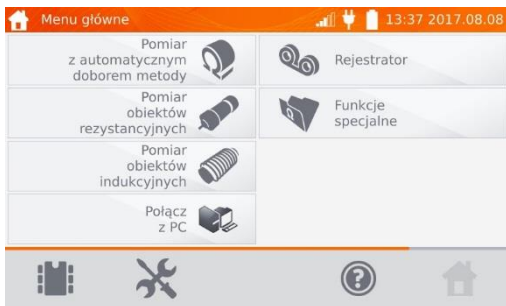 Menu główne
13:37 2017.08.08
Pomiar
z automatycznym
doborem metody
Pomiar
obiektów
rezystancyjnych
Pomiar
obiektów
indukcyjnych
Połącz
z PC
Rejestrator
Funkcje
specjalne